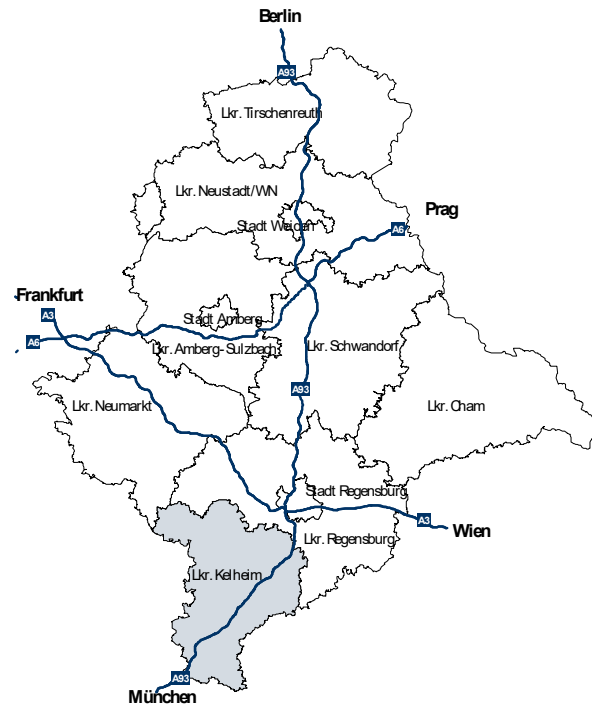 Berlin
A93
Lkr. Tirschenreuth
Lkr. Neustadt/WN
Stadt Weiden
Prag
A6
Frankfurt
A3
A6
Stadt Amberg
Lkr. Amberg-Sulzbach
Lkr. Schwandorf
A93
Lkr. Neumarkt
Lkr. Cham
Stadt Regensburg
A3
Wien
Lkr. Regensburg
Lkr. Kelheim
A93
München